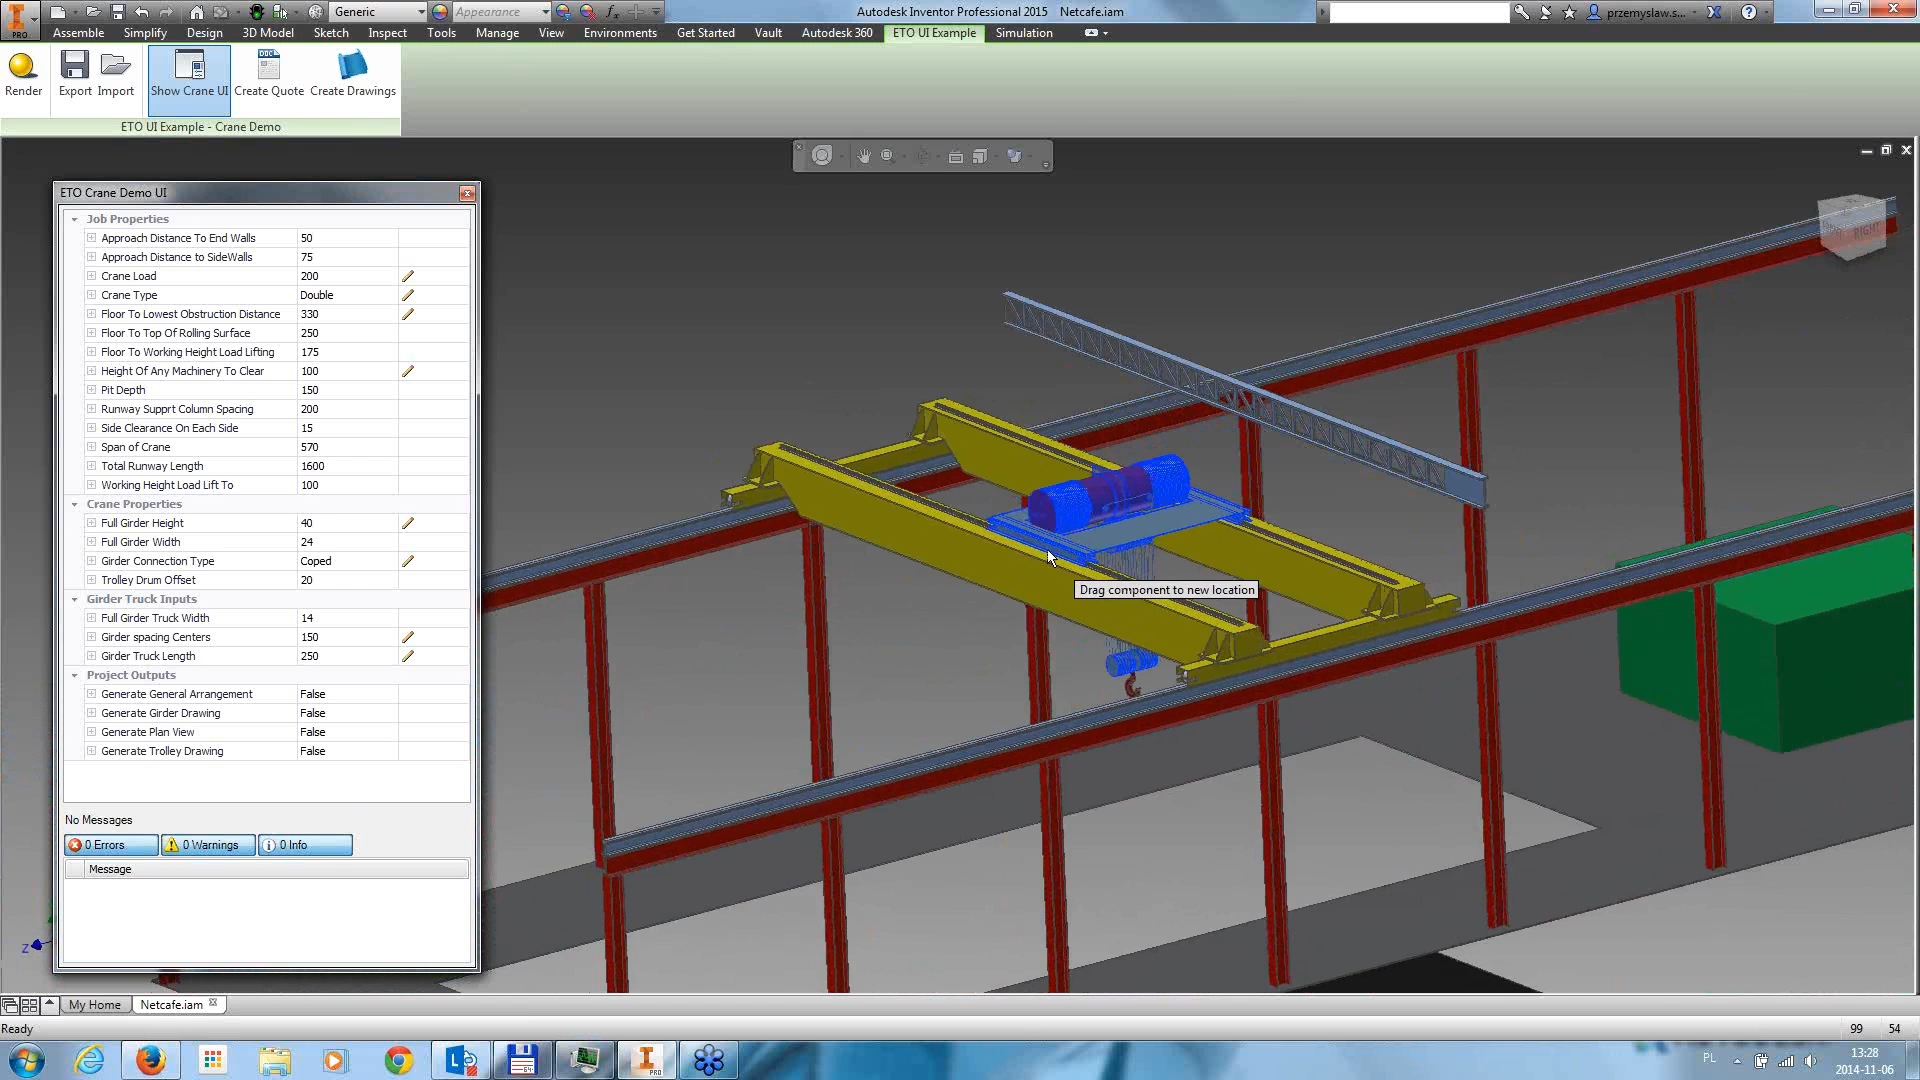 Generic
Appearance
Autodesk Inventor Professional 2015 Netcafe.iam
przemyslaw.s...
PRO
Assemble Simplify Design 3D Model Sketch Inspect Tools Manage View Environments Get Started Vault Autodesk 360 ETO UI Example Simulation
Render Export Import Show Crane UI Create Quote Create Drawings
ETO UI Example - Crane Demo
RIGHT
ETO Crane Demo UI
Job Properties
Approach Distance To End Walls 50
Approach Distance to SideWalls 75
Crane Load 200
Crane Type Double
Floor To Lowest Obstruction Distance 330
Floor To Top Of Rolling Surface 250
Floor To Working Height Load Lifting 175
Height Of Any Machinery To Clear 100
Pit Depth 150
Runway Supprt Column Spacing 200
Side Clearance On Each Side 15
Span of Crane 570
Total Runway Length 1600
Working Height Load Lift To 100
Crane Properties
Full Girder Height 40
Full Girder Width 24
Girder Connection Type Coped
Trolley Drum Offset 20
Girder Truck Inputs
Full Girder Truck Width 14
Girder spacing Centers 150
Girder Truck Length 250
Project Outputs
Generate General Arrangement False
Generate Girder Drawing False
Generate Plan View False
Generate Trolley Drawing False
Drag component to new location
No Messages
0 Errors 0 Warnings 0 Info
Message
Z
My Home Netcafe.iam
Ready 99 54
PL
13:28
2014-11-06